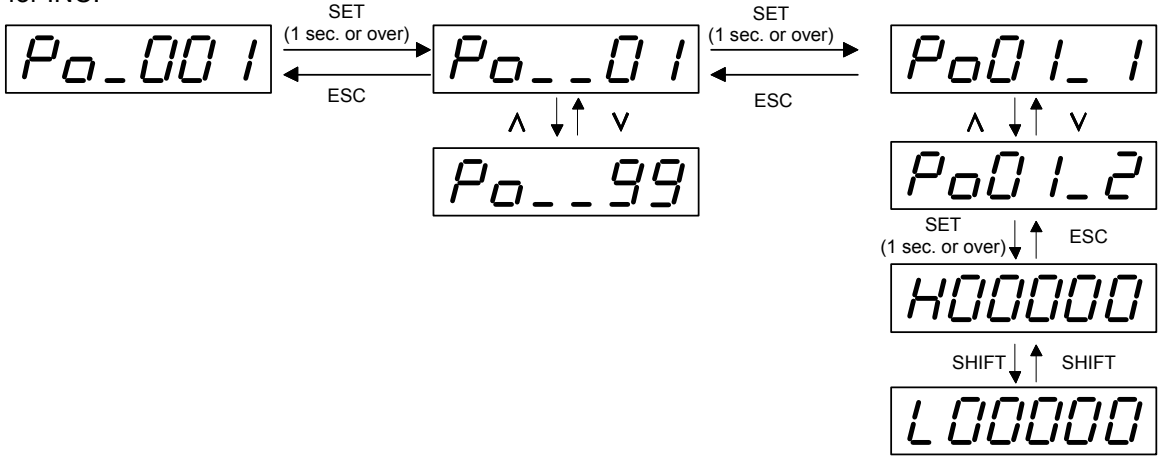 SET
(1 sec. or over)
SET
(1 sec. or over)
Po_001
Po__01
Po01_1
ESC
ESC
∧ ∨
∧ ∨
Po__99
Po01_2
SET
(1 sec. or over)
ESC
H00000
SHIFT SHIFT
L00000